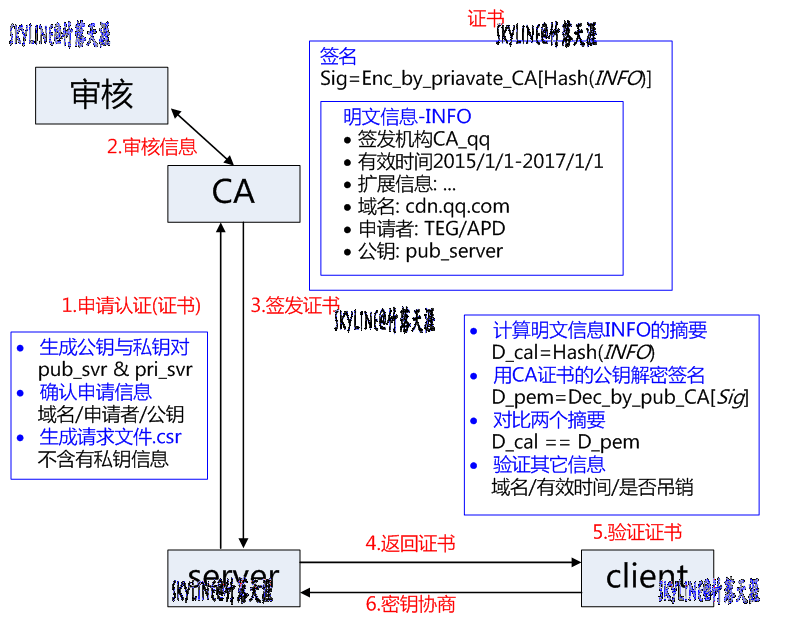 证书
SKYLINE@竹落天涯
SKYLINE@竹落天涯
签名
Sig=Enc_by_priavate_CA[Hash(INFO)]
明文信息-INFO
• 签发机构CA_qq
• 有效时间2015/1/1-2017/1/1
• 扩展信息: ...
• 域名: cdn.qq.com
• 申请者: TEG/APD
• 公钥: pub_server
审核
2.审核信息
CA
1.申请认证(证书)
3.签发证书
SKYLINE@竹落天涯
• 生成公钥与私钥对
pub_svr & pri_svr
• 确认申请信息
域名/申请者/公钥
• 生成请求文件.csr
不含有私钥信息
• 计算明文信息INFO的摘要
D_cal=Hash(INFO)
• 用CA证书的公钥解密签名
D_pem=Dec_by_pub_CA[Sig]
• 对比两个摘要
D_cal == D_pem
• 验证其它信息
域名/有效时间/是否吊销
5.验证证书
4.返回证书
server
SKYLINE@竹落天涯
client
SKYLINE@竹落天涯
6.密钥协商